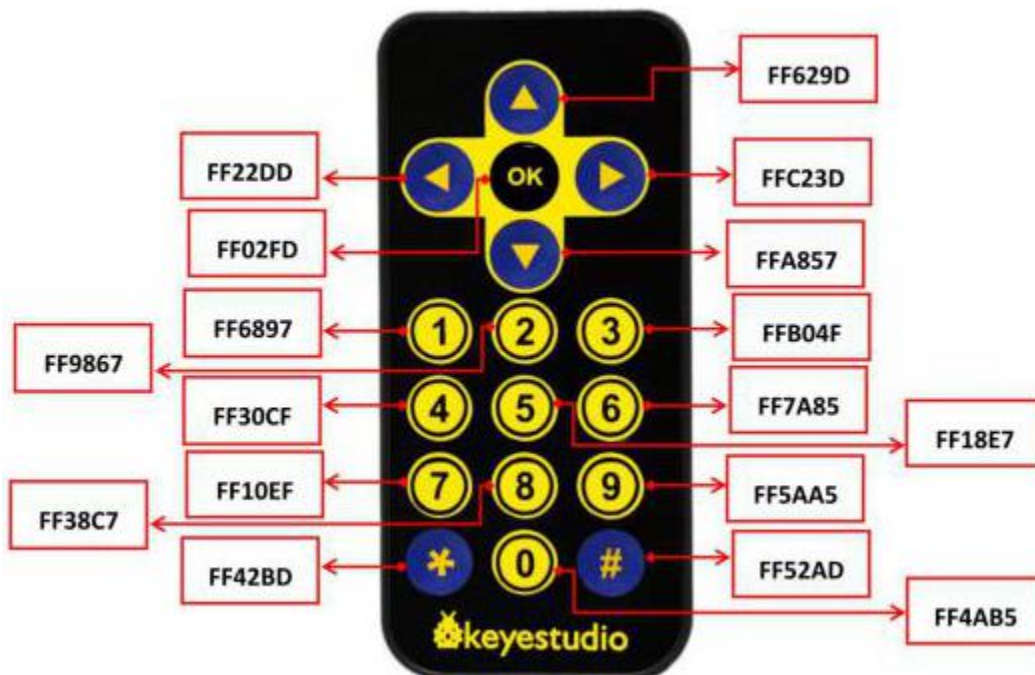 FF629D
FF22DD
OK
FFC23D
FF02FD
FFA857
FF6897
1 2 3
FFB04F
FF9867
FF30CF
4 5 6
FF7A85
FF18E7
FF10EF
7 8 9
FF5AA5
FF38C7
FF42BD
* 0 #
FF52AD
FF4AB5
keyestudio